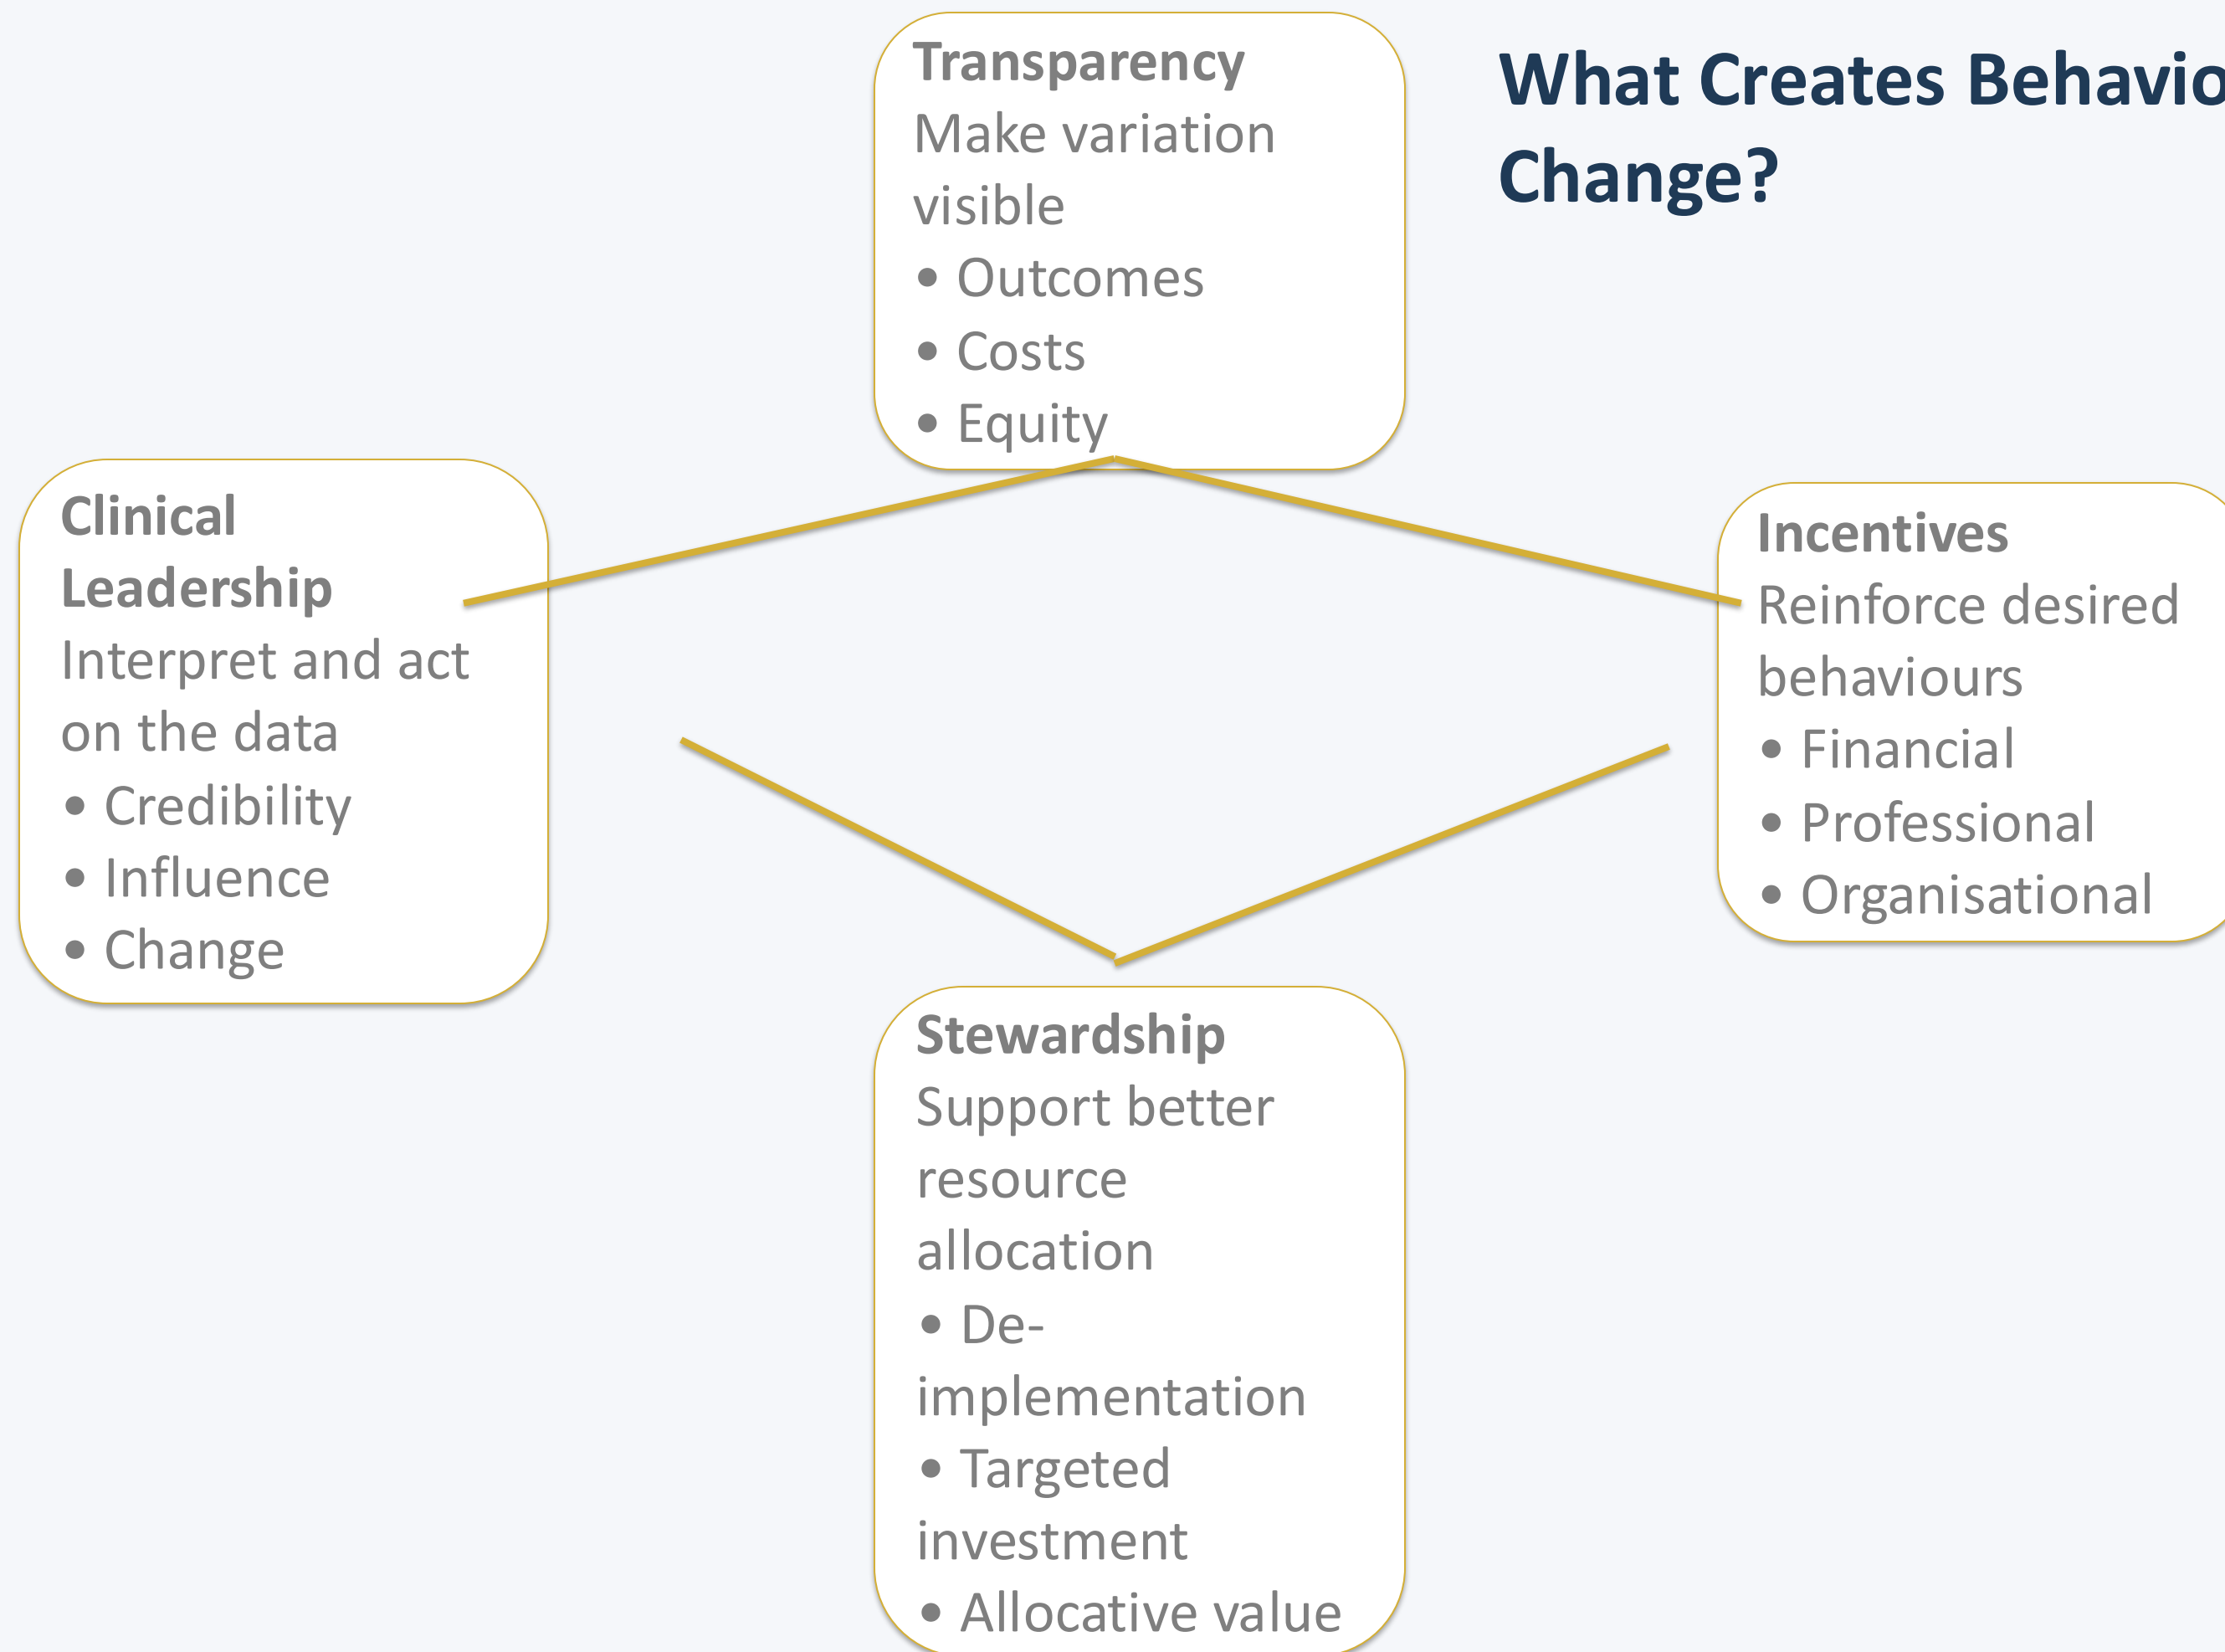 What Creates Behavio
Change?
Transparency
Make variation
visible
• Outcomes
• Costs
• Equity
Clinical
Leadership
Interpret and act
on the data
• Credibility
• Influence
• Change
Incentives
Reinforce desired
behaviours
• Financial
• Professional
• Organisational
Stewardship
Support better
resource
allocation
• De-
implementation
• Targeted
investment
• Allocative value